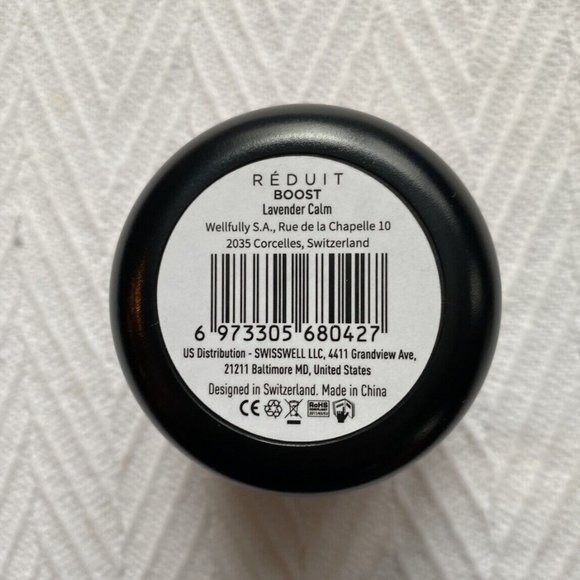 RÉDUIT
BOOST
Lavender Calm
Wellfully S.A., Rue de la Chapelle 10
2035 Corcelles, Switzerland
6 973305 680427
US Distribution - SWISSWELL LLC, 4411 Grandview Ave,
21211 Baltimore MD, United States
Designed in Switzerland. Made in China
CE RoHS